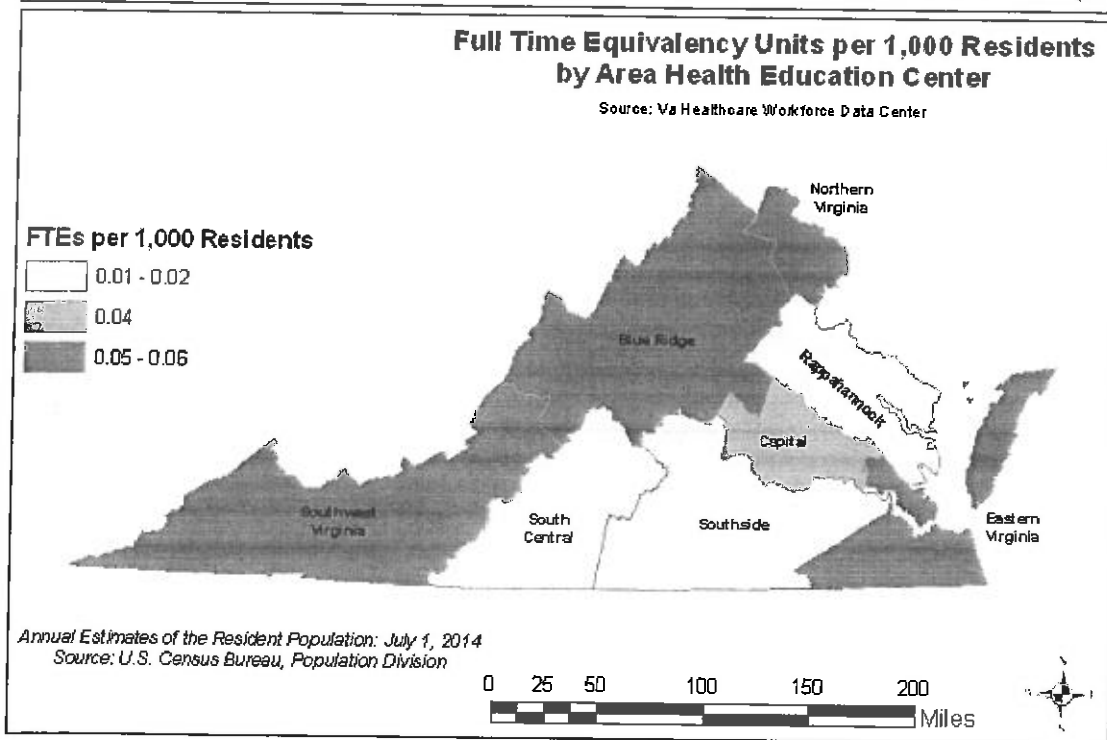 Full Time Equivalency Units per 1,000 Residents
by Area Health Education Center
Source: Va Healthcare Workforce Data Center
Northern
Virginia
FTEs per 1,000 Residents
0.01 - 0.02
0.04
0.05 - 0.06
Blue Ridge
Rappahannock
Capital
Southwest
Virginia
South
Central
Southside
Eastern
Virginia
Annual Estimates of the Resident Population: July 1, 2014
Source: U.S. Census Bureau, Population Division
0 25 50 100 150 200
Miles